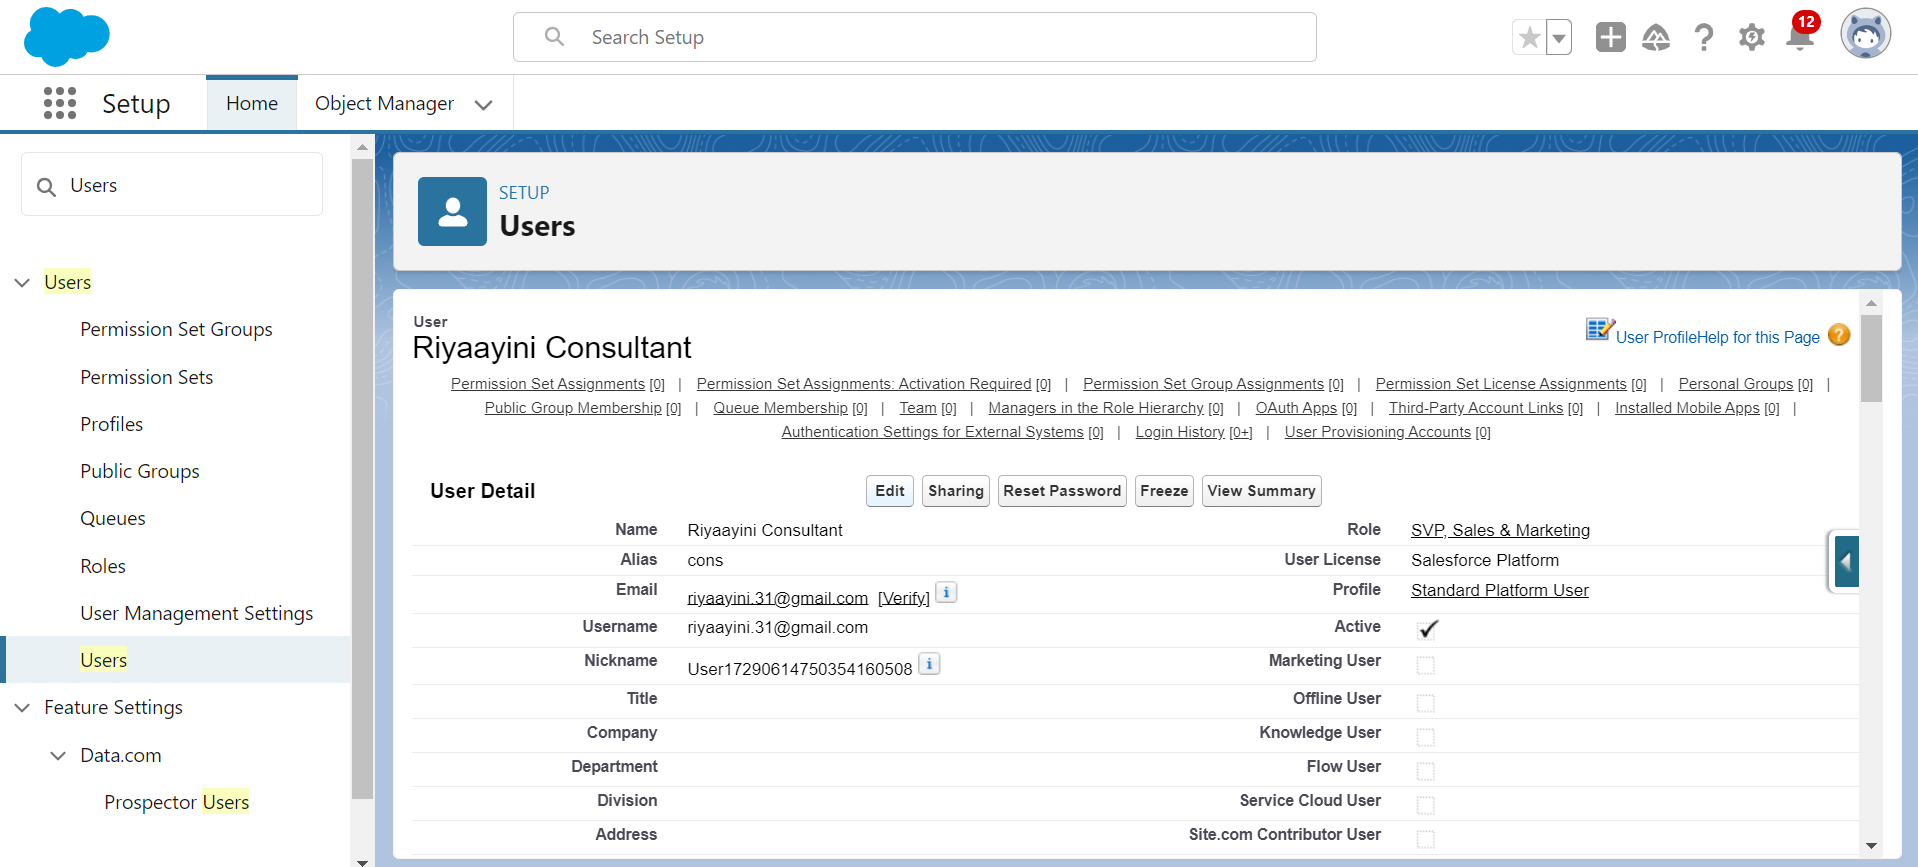 Search Setup
12
Setup
Home
Object Manager
Users
Users
Permission Set Groups
Permission Sets
Profiles
Public Groups
Queues
Roles
User Management Settings
Users
Feature Settings
Data.com
Prospector Users
SETUP
Users
User
Riyaayini Consultant
User Profile Help for this Page ?
Permission Set Assignments [0] | Permission Set Assignments: Activation Required [0] | Permission Set Group Assignments [0] | Permission Set License Assignments [0] | Personal Groups [0] |
Public Group Membership [0] | Queue Membership [0] | Team [0] | Managers in the Role Hierarchy [0] | OAuth Apps [0] | Third-Party Account Links [0] | Installed Mobile Apps [0] |
Authentication Settings for External Systems [0] | Login History [0+] | User Provisioning Accounts [0]
User Detail
Edit Sharing Reset Password Freeze View Summary
Name Riyaayini Consultant Role SVP, Sales & Marketing
Alias cons User License Salesforce Platform
Email riyaayini.31@gmail.com [Verify] i Profile Standard Platform User
Username riyaayini.31@gmail.com Active
Nickname User17290614750354160508 i Marketing User
Title Offline User
Company Knowledge User
Department Flow User
Division Service Cloud User
Address Site.com Contributor User